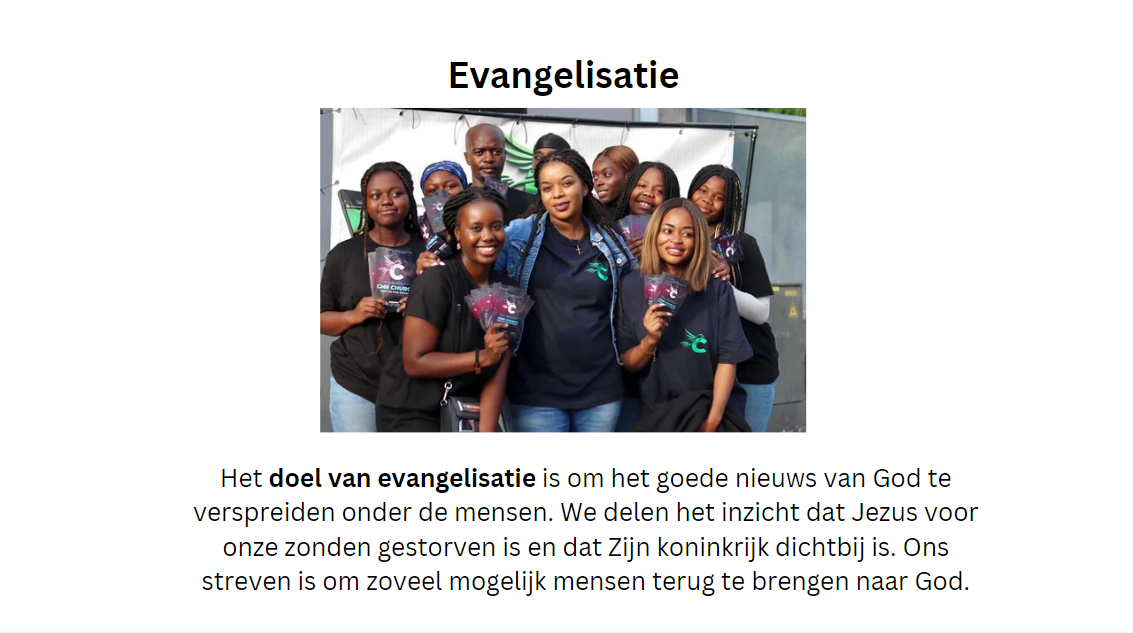 Evangelisatie
C
CMB CHURCH
C
C
Het doel van evangelisatie is om het goede nieuws van God te
verspreiden onder de mensen. We delen het inzicht dat Jezus voor
onze zonden gestorven is en dat Zijn koninkrijk dichtbij is. Ons
streven is om zoveel mogelijk mensen terug te brengen naar God.